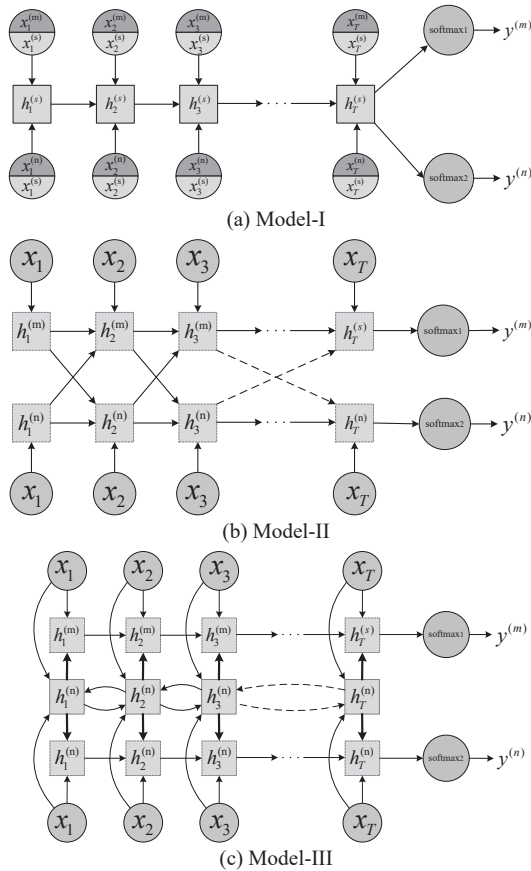 x_1^{(m)} x_2^{(m)} x_3^{(m)} x_T^{(m)} softmax1 y^{(m)}
x_1^{(s)} x_2^{(s)} x_3^{(s)} x_T^{(s)}
h_1^{(s)} h_2^{(s)} h_3^{(s)} · · · h_T^{(s)}
x_1^{(n)} x_2^{(n)} x_3^{(n)} x_T^{(n)} softmax2 y^{(n)}
x_1^{(s)} x_2^{(s)} x_3^{(s)} x_T^{(s)}
(a) Model-I
x_1 x_2 x_3 x_T
h_1^{(m)} h_2^{(m)} h_3^{(m)} · · · h_T^{(s)} softmax1 y^{(m)}
h_1^{(n)} h_2^{(n)} h_3^{(n)} · · · h_T^{(n)} softmax2 y^{(n)}
x_1 x_2 x_3 x_T
(b) Model-II
x_1 x_2 x_3 x_T
h_1^{(m)} h_2^{(m)} h_3^{(m)} · · · h_T^{(s)} softmax1 y^{(m)}
h_1^{(n)} h_2^{(n)} h_3^{(n)} h_T^{(n)}
h_1^{(n)} h_2^{(n)} h_3^{(n)} · · · h_T^{(n)} softmax2 y^{(n)}
x_1 x_2 x_3 x_T
(c) Model-III